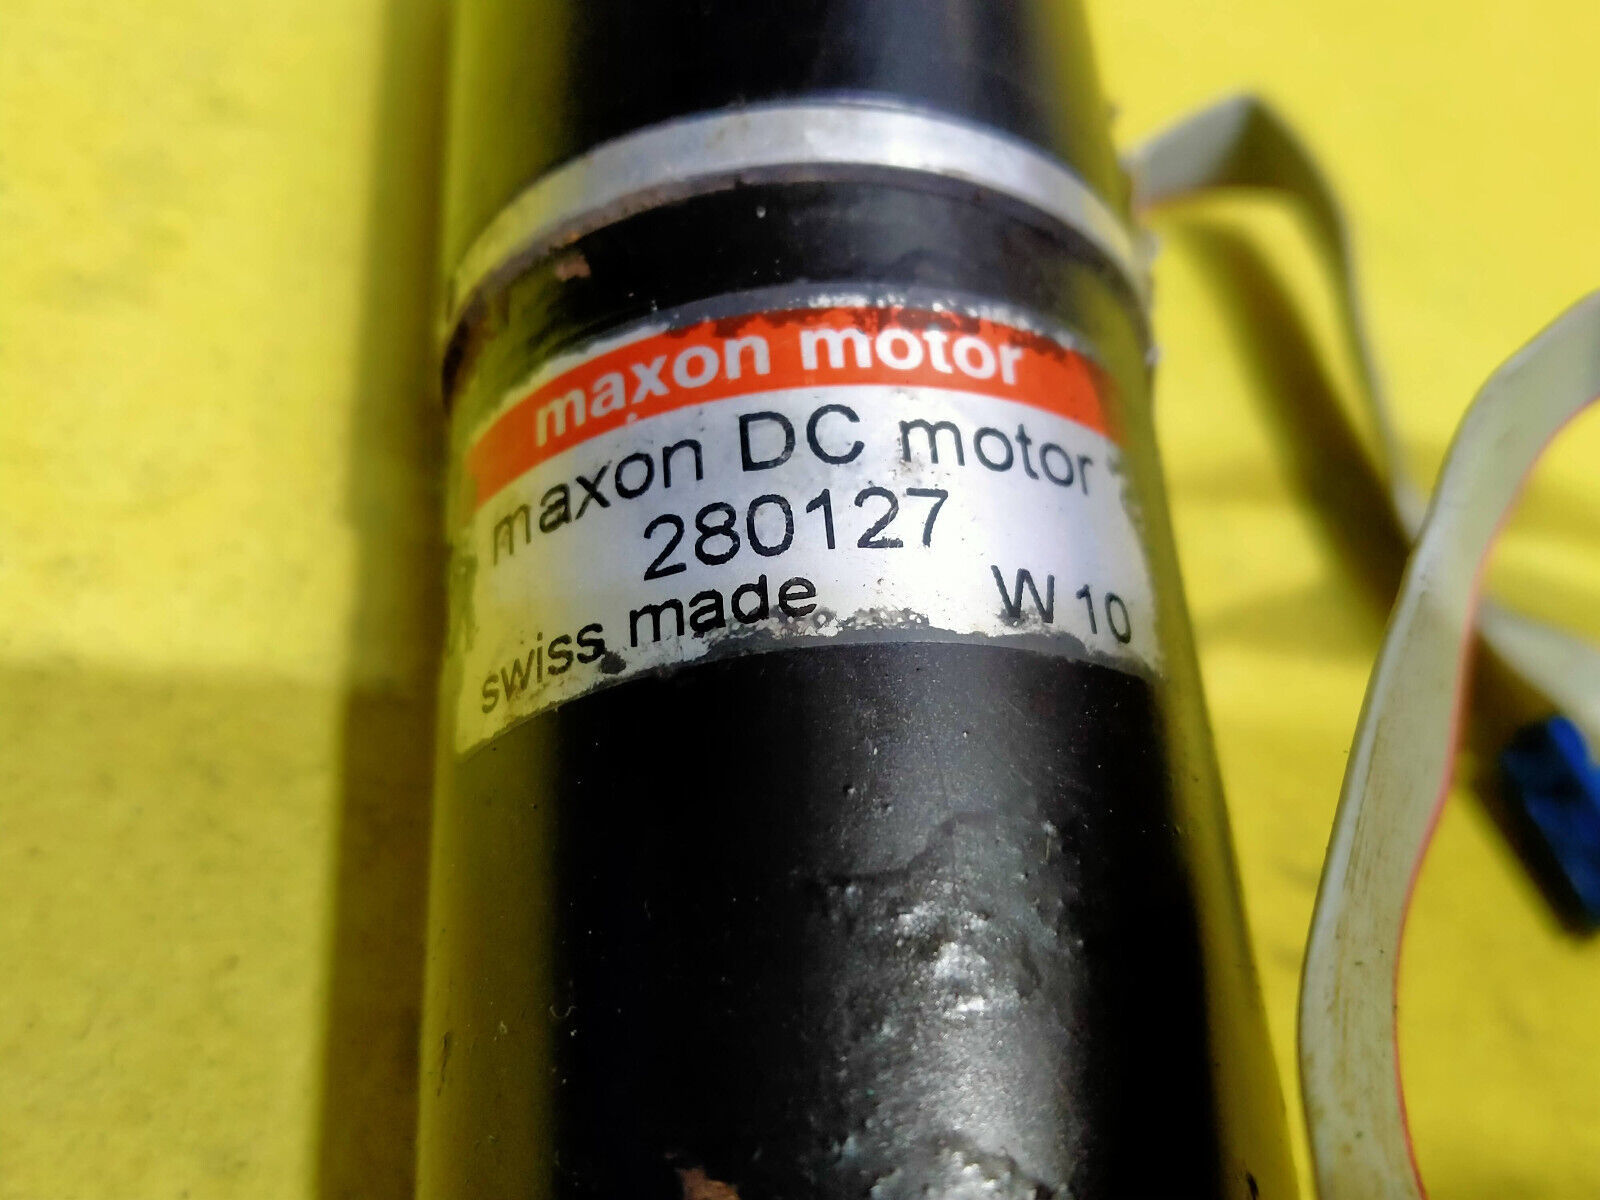 maxon motor
maxon DC motor
280127
swiss made W 10